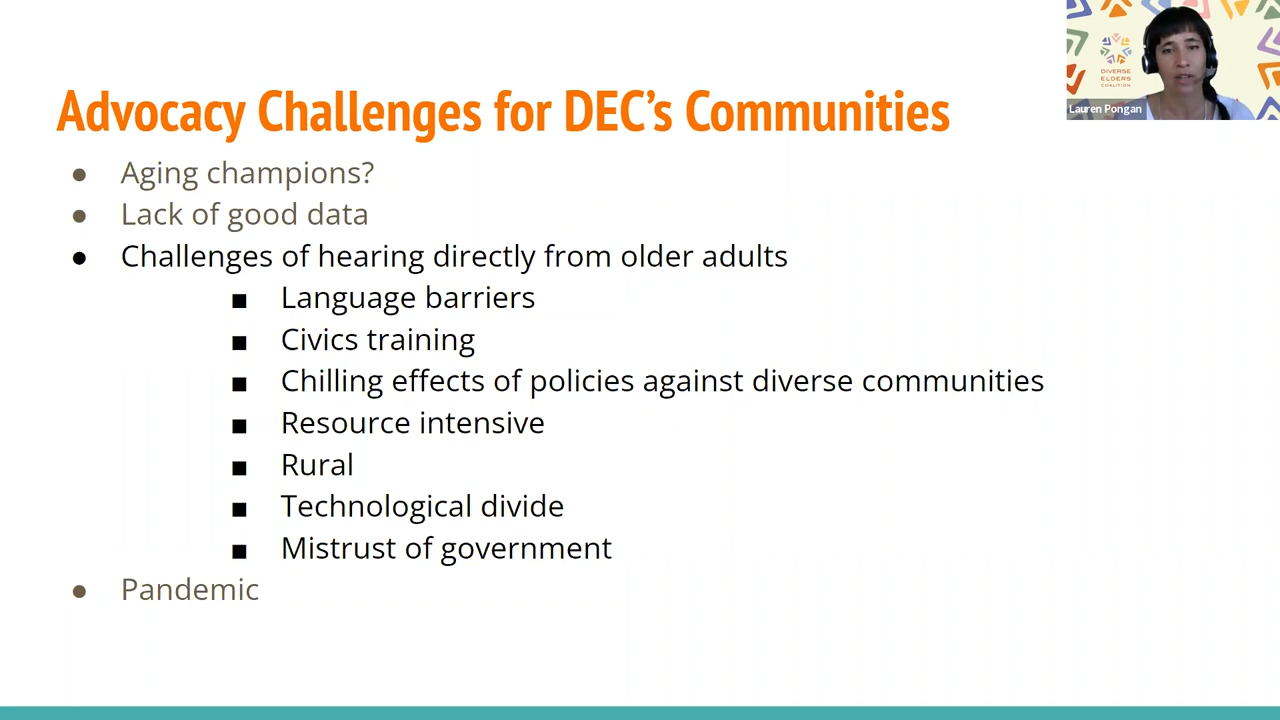 Advocacy Challenges for DEC's Communities
DIVERSE
ELDERS
COALITION
Lauren Pongan
● Aging champions?
● Lack of good data
● Challenges of hearing directly from older adults
■ Language barriers
■ Civics training
■ Chilling effects of policies against diverse communities
■ Resource intensive
■ Rural
■ Technological divide
■ Mistrust of government
● Pandemic